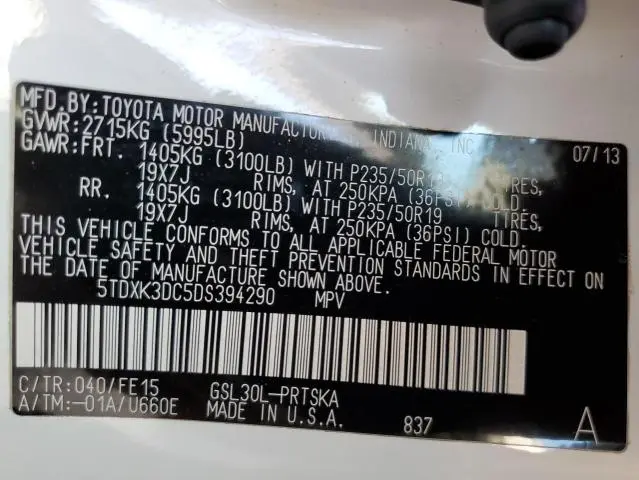 MFD.BY:TOYOTA MOTOR MANUFACTUR INDIANA, INC. 07/13
GVWR:2715KG (5995LB)
GAWR:FRT. 1405KG (3100LB) WITH P235/50R19 TIRES,
19X7J RIMS, AT 250KPA (36PSI) COLD.
RR. 1405KG (3100LB) WITH P235/50R19 TIRES,
19X7J RIMS, AT 250KPA (36PSI) COLD.
THIS VEHICLE CONFORMS TO ALL APPLICABLE FEDERAL MOTOR
VEHICLE SAFETY AND THEFT PREVENTION STANDARDS IN EFFECT ON
THE DATE OF MANUFACTURE SHOWN ABOVE.
5TDXK3DC5DS394290 MPV
C/TR:040/FE15 GSL30L-PRTSKA
A/TM:-01A/U660E MADE IN U.S.A. 837 A